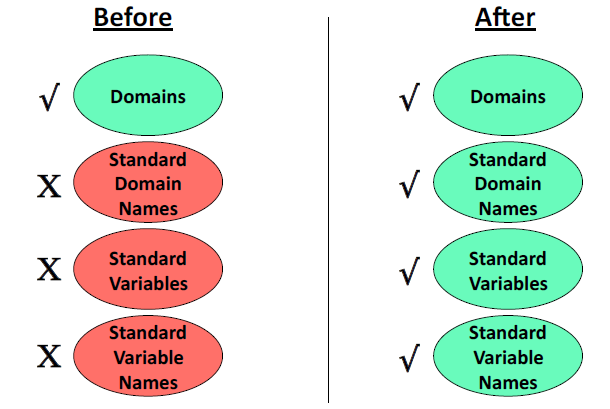 Before
√ Domains
X Standard
Domain
Names
X Standard
Variables
X Standard
Variable
Names
After
√ Domains
√ Standard
Domain
Names
√ Standard
Variables
√ Standard
Variable
Names